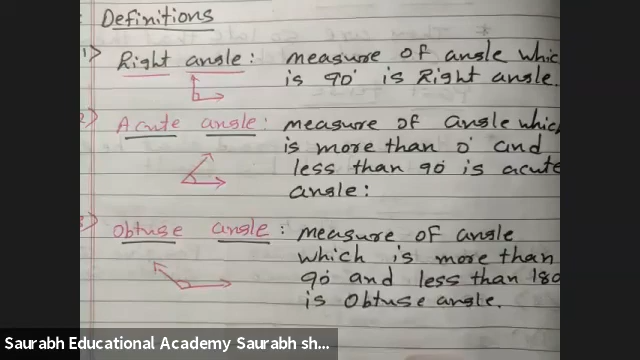 Definitions
1) Right angle: measure of angle which
is 90° is Right angle.
2) Acute angle: measure of angle which
is more than 0° and
less than 90° is acute
angle:
3) Obtuse angle: measure of angle
which is more than
90° and less than 180
is Obtuse angle.
Saurabh Educational Academy Saurabh sh...